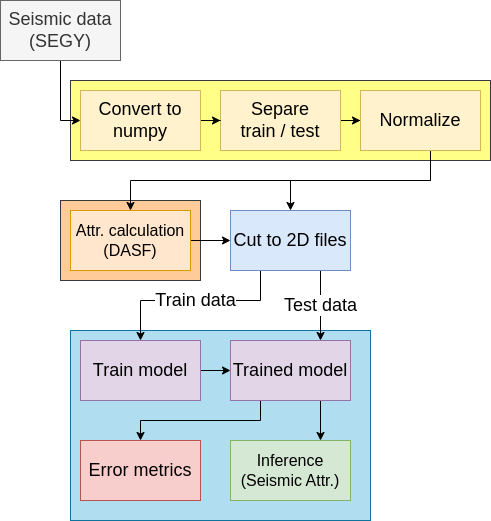 Seismic data
(SEGY)
Convert to
numpy
Separe
train / test
Normalize
Attr. calculation
(DASF)
Cut to 2D files
Train data
Test data
Train model
Trained model
Error metrics
Inference
(Seismic Attr.)